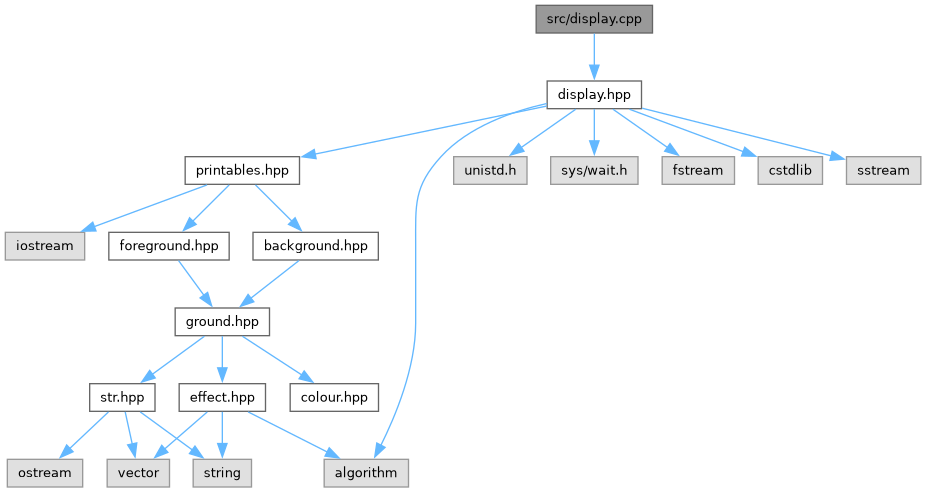 src/display.cpp
display.hpp
printables.hpp
unistd.h
sys/wait.h
fstream
cstdlib
sstream
iostream
foreground.hpp
background.hpp
ground.hpp
str.hpp
effect.hpp
colour.hpp
ostream
vector
string
algorithm